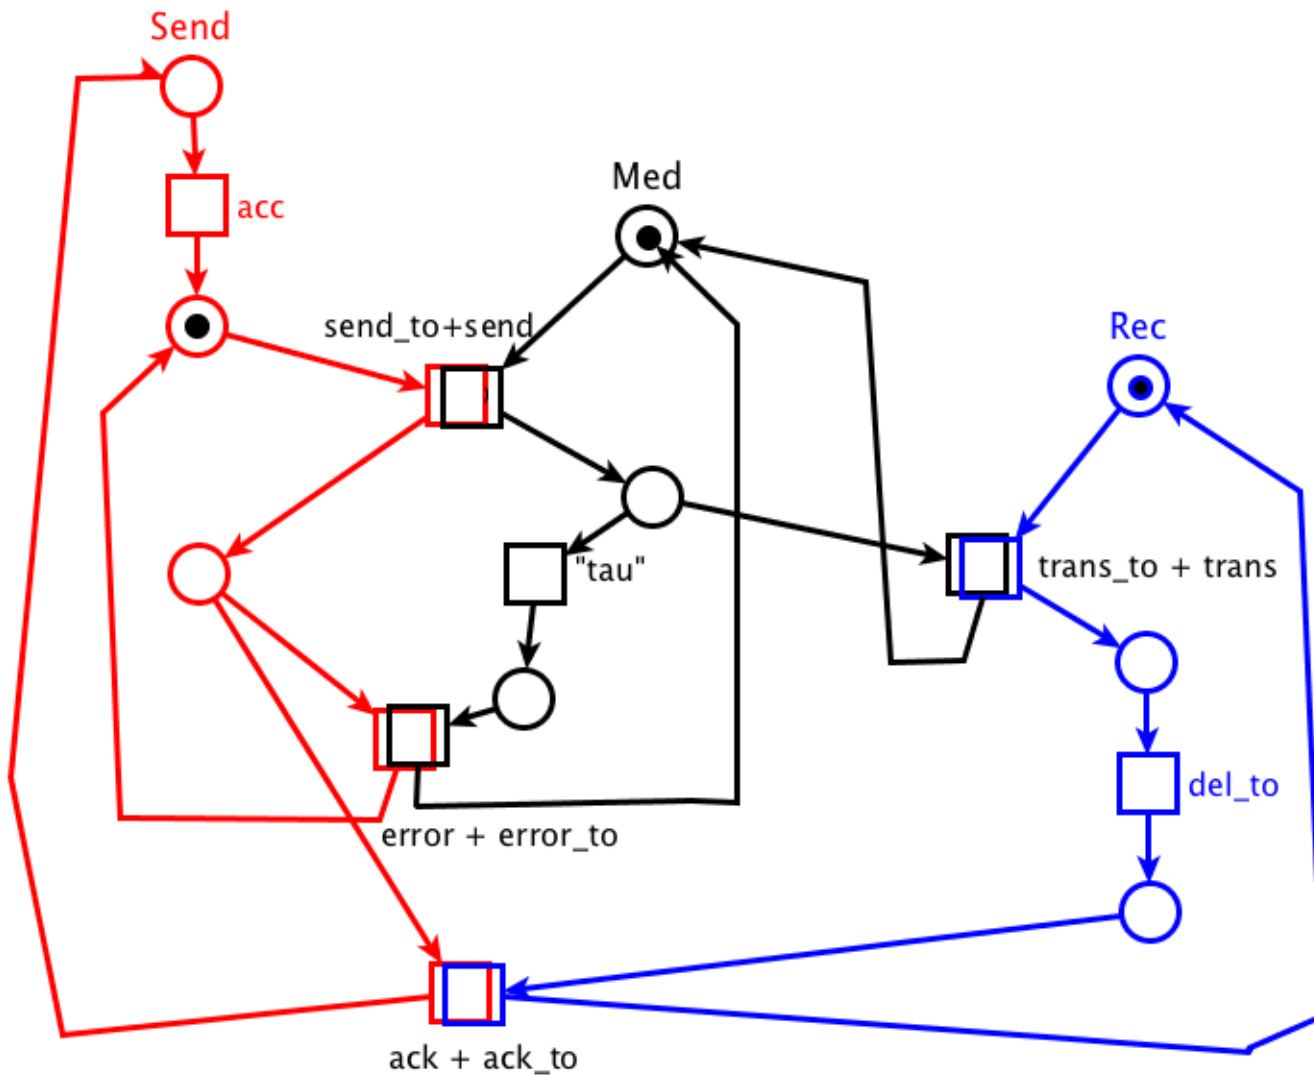 Send
acc
Med
send_to+send
Rec
"tau"
trans_to + trans
del_to
error + error_to
ack + ack_to